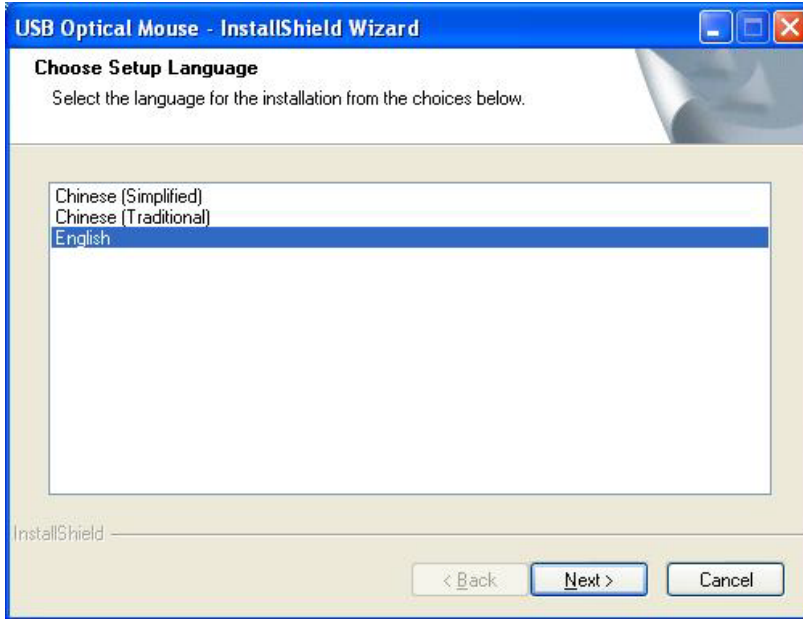 USB Optical Mouse - InstallShield Wizard
Choose Setup Language
Select the language for the installation from the choices below.
Chinese (Simplified)
Chinese (Traditional)
English
InstallShield
< Back Next > Cancel